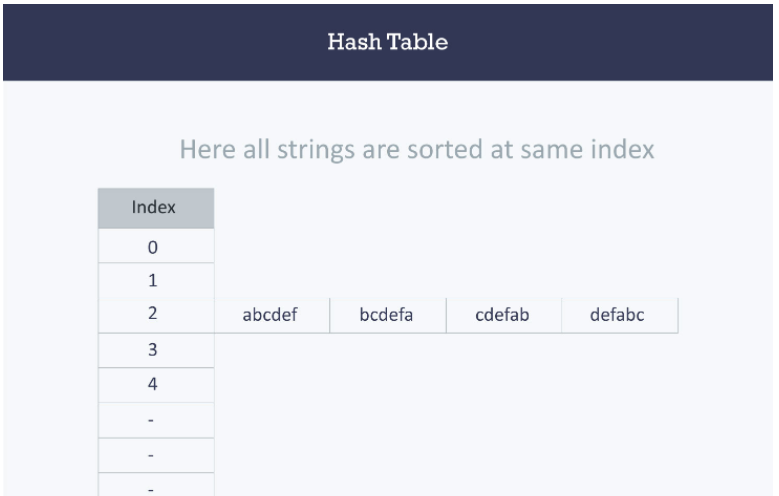 Hash Table
Here all strings are sorted at same index
Index
0
1
2 abcdef bcdefa cdefab defabc
3
4
-
-
-